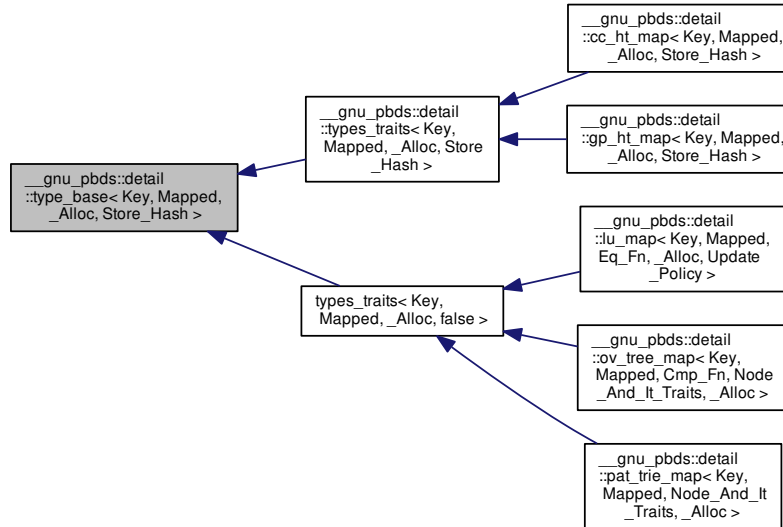 __gnu_pbds::detail
::type_base< Key, Mapped,
_Alloc, Store_Hash >
__gnu_pbds::detail
::types_traits< Key,
Mapped, _Alloc, Store
_Hash >
types_traits< Key,
Mapped, _Alloc, false >
__gnu_pbds::detail
::cc_ht_map< Key, Mapped,
_Alloc, Store_Hash >
__gnu_pbds::detail
::gp_ht_map< Key, Mapped,
_Alloc, Store_Hash >
__gnu_pbds::detail
::lu_map< Key, Mapped,
Eq_Fn, _Alloc, Update
_Policy >
__gnu_pbds::detail
::ov_tree_map< Key,
Mapped, Cmp_Fn, Node
_And_It_Traits, _Alloc >
__gnu_pbds::detail
::pat_trie_map< Key,
Mapped, Node_And_It
_Traits, _Alloc >